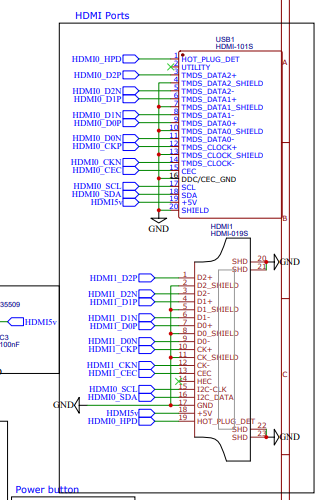 HDMI Ports
USB1
HDMI-101S
HDMI0_HPD 1 HOT_PLUG_DET
2 UTILITY
HDMI0_D2P 3 TMDS_DATA2+
4 TMDS_DATA2_SHIELD
HDMI0_D2N 5 TMDS_DATA2-
HDMI0_D1P 6 TMDS_DATA1+
7 TMDS_DATA1_SHIELD
HDMI0_D1N 8 TMDS_DATA1-
HDMI0_D0P 9 TMDS_DATA0+
10 TMDS_DATA0_SHIELD
HDMI0_D0N 11 TMDS_DATA0-
HDMI0_CKP 12 TMDS_CLOCK+
13 TMDS_CLOCK_SHIELD
HDMI0_CKN 14 TMDS_CLOCK-
HDMI0_CEC 15 CEC
16 DDC/CEC_GND
HDMI0_SCL 17 SCL
HDMI0_SDA 18 SDA
HDMI5v 19 +5V
20 SHIELD
A
B
GND
HDMI1
HDMI-019S
SHD 20
SHD 21
GND
HDMI1_D2P 1 D2+
2 D2_SHIELD
HDMI1_D2N 3 D2-
HDMI1_D1P 4 D1+
5 D1_SHIELD
HDMI1_D1N 6 D1-
HDMI1_D0P 7 D0+
8 D0_SHIELD
HDMI1_D0N 9 D0-
HDMI1_CKP 10 CK+
11 CK_SHIELD
HDMI1_CKN 12 CK-
HDMI1_CEC 13 CEC
14 HEC
HDMI0_SCL 15 I2C-CLK
HDMI0_SDA 16 I2C_DATA
GND 17 GND
HDMI5v 18 +5V
HDMI0_HPD 19 HOT_PLUG_DET
SHD 22
SHD 23
GND
C
35509
HDMI5v
C3
100nF
Power button